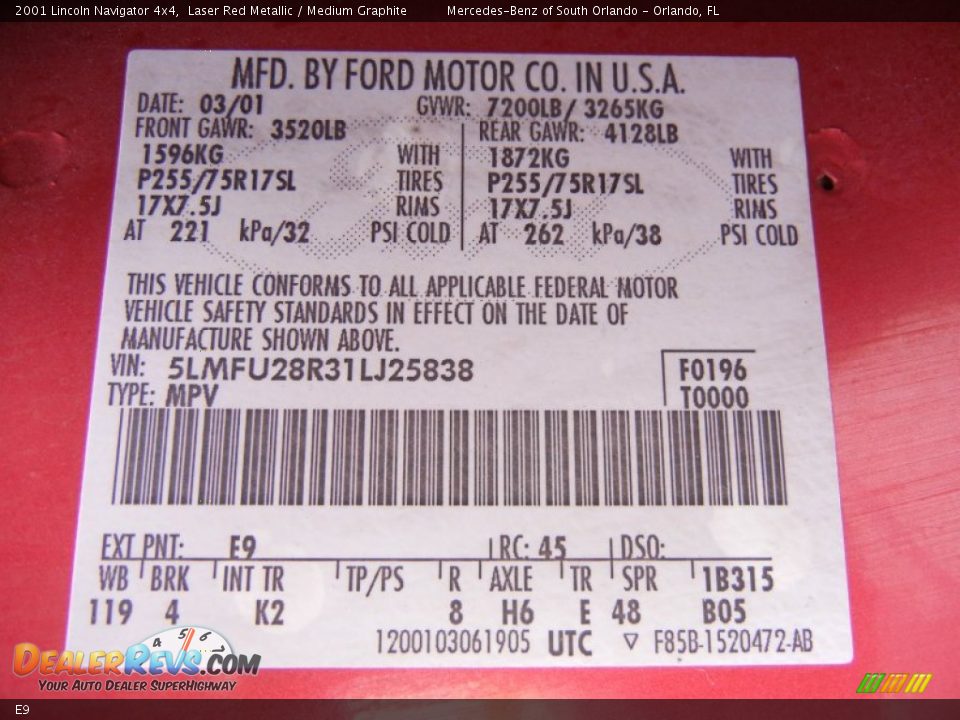 2001 Lincoln Navigator 4x4, Laser Red Metallic / Medium Graphite Mercedes-Benz of South Orlando - Orlando, FL
MFD. BY FORD MOTOR CO. IN U.S.A.
DATE: 03/01 GVWR: 7200LB/ 3265KG
FRONT GAWR: 3520LB REAR GAWR: 4128LB
1596KG WITH 1872KG WITH
P255/75R17SL TIRES P255/75R17SL TIRES
17X7.5J RIMS 17X7.5J RIMS
AT 221 kPa/32 PSI COLD AT 262 kPa/38 PSI COLD
THIS VEHICLE CONFORMS TO ALL APPLICABLE FEDERAL MOTOR
VEHICLE SAFETY STANDARDS IN EFFECT ON THE DATE OF
MANUFACTURE SHOWN ABOVE.
VIN: 5LMFU28R31LJ25838 F0196
TYPE: MPV T0000
EXT PNT: E9 RC: 45 DSO:
WB BRK INT TR TP/PS R AXLE TR SPR 1B315
119 4 K2 8 H6 E 48 B05
1200103061905 UTC ▽ F85B-1520472-AB
4 5 6
DEALERREVS.COM
YOUR AUTO DEALER SUPERHIGHWAY
E9